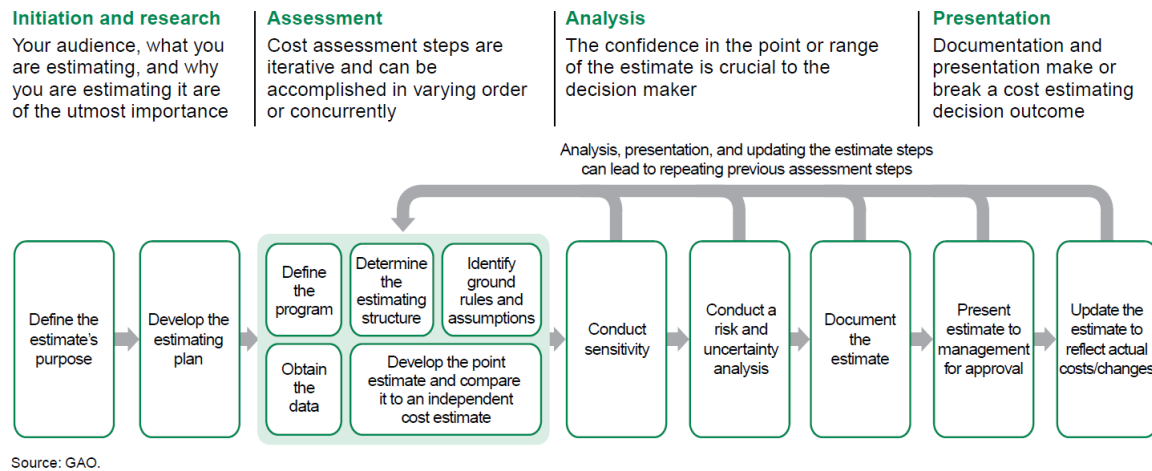 Initiation and research
Your audience, what you
are estimating, and why
you are estimating it are
of the utmost importance
Assessment
Cost assessment steps are
iterative and can be
accomplished in varying order
or concurrently
Analysis
The confidence in the point or range
of the estimate is crucial to the
decision maker
Presentation
Documentation and
presentation make or
break a cost estimating
decision outcome
Analysis, presentation, and updating the estimate steps
can lead to repeating previous assessment steps
Define the
estimate's
purpose
Develop the
estimating
plan
Define
the
program
Determine
the
estimating
structure
Identify
ground
rules and
assumptions
Obtain
the
data
Develop the point
estimate and compare
it to an independent
cost estimate
Conduct
sensitivity
Conduct a
risk and
uncertainty
analysis
Document
the
estimate
Present
estimate to
management
for approval
Update the
estimate to
reflect actual
costs/changes
Source: GAO.